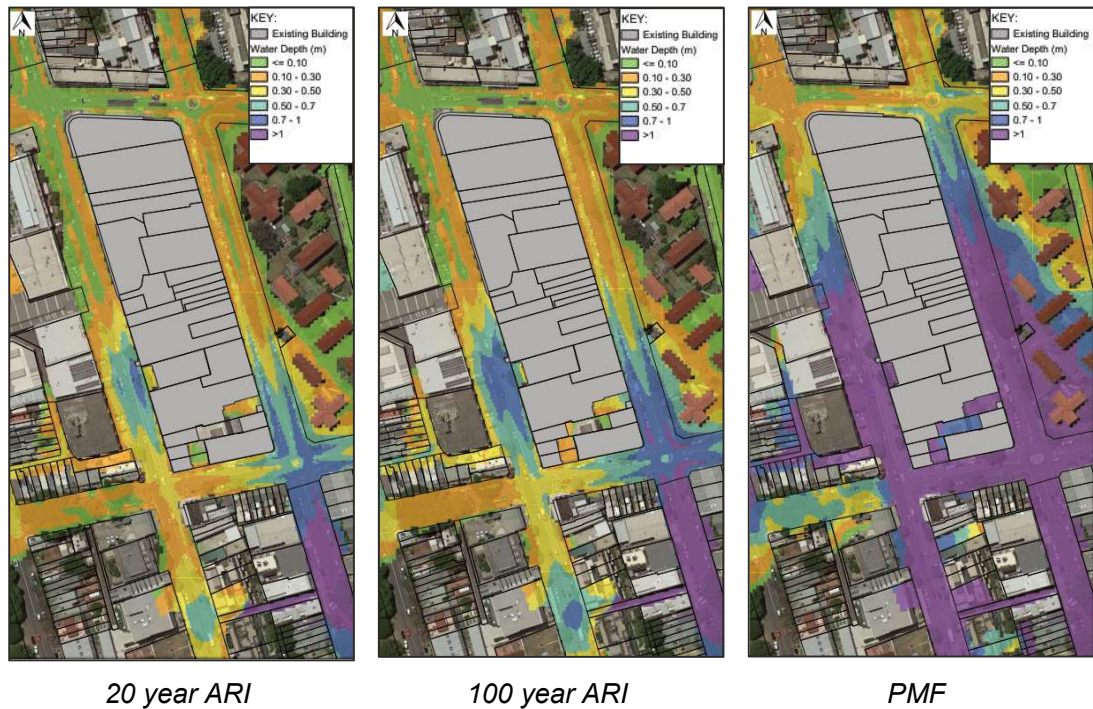 N
KEY:
Existing Building
Water Depth (m)
<= 0.10
0.10 - 0.30
0.30 - 0.50
0.50 - 0.7
0.7 - 1
>1
N
KEY:
Existing Building
Water Depth (m)
<= 0.10
0.10 - 0.30
0.30 - 0.50
0.50 - 0.7
0.7 - 1
>1
N
KEY:
Existing Building
Water Depth (m)
<= 0.10
0.10 - 0.30
0.30 - 0.50
0.50 - 0.7
0.7 - 1
>1
20 year ARI
100 year ARI
PMF